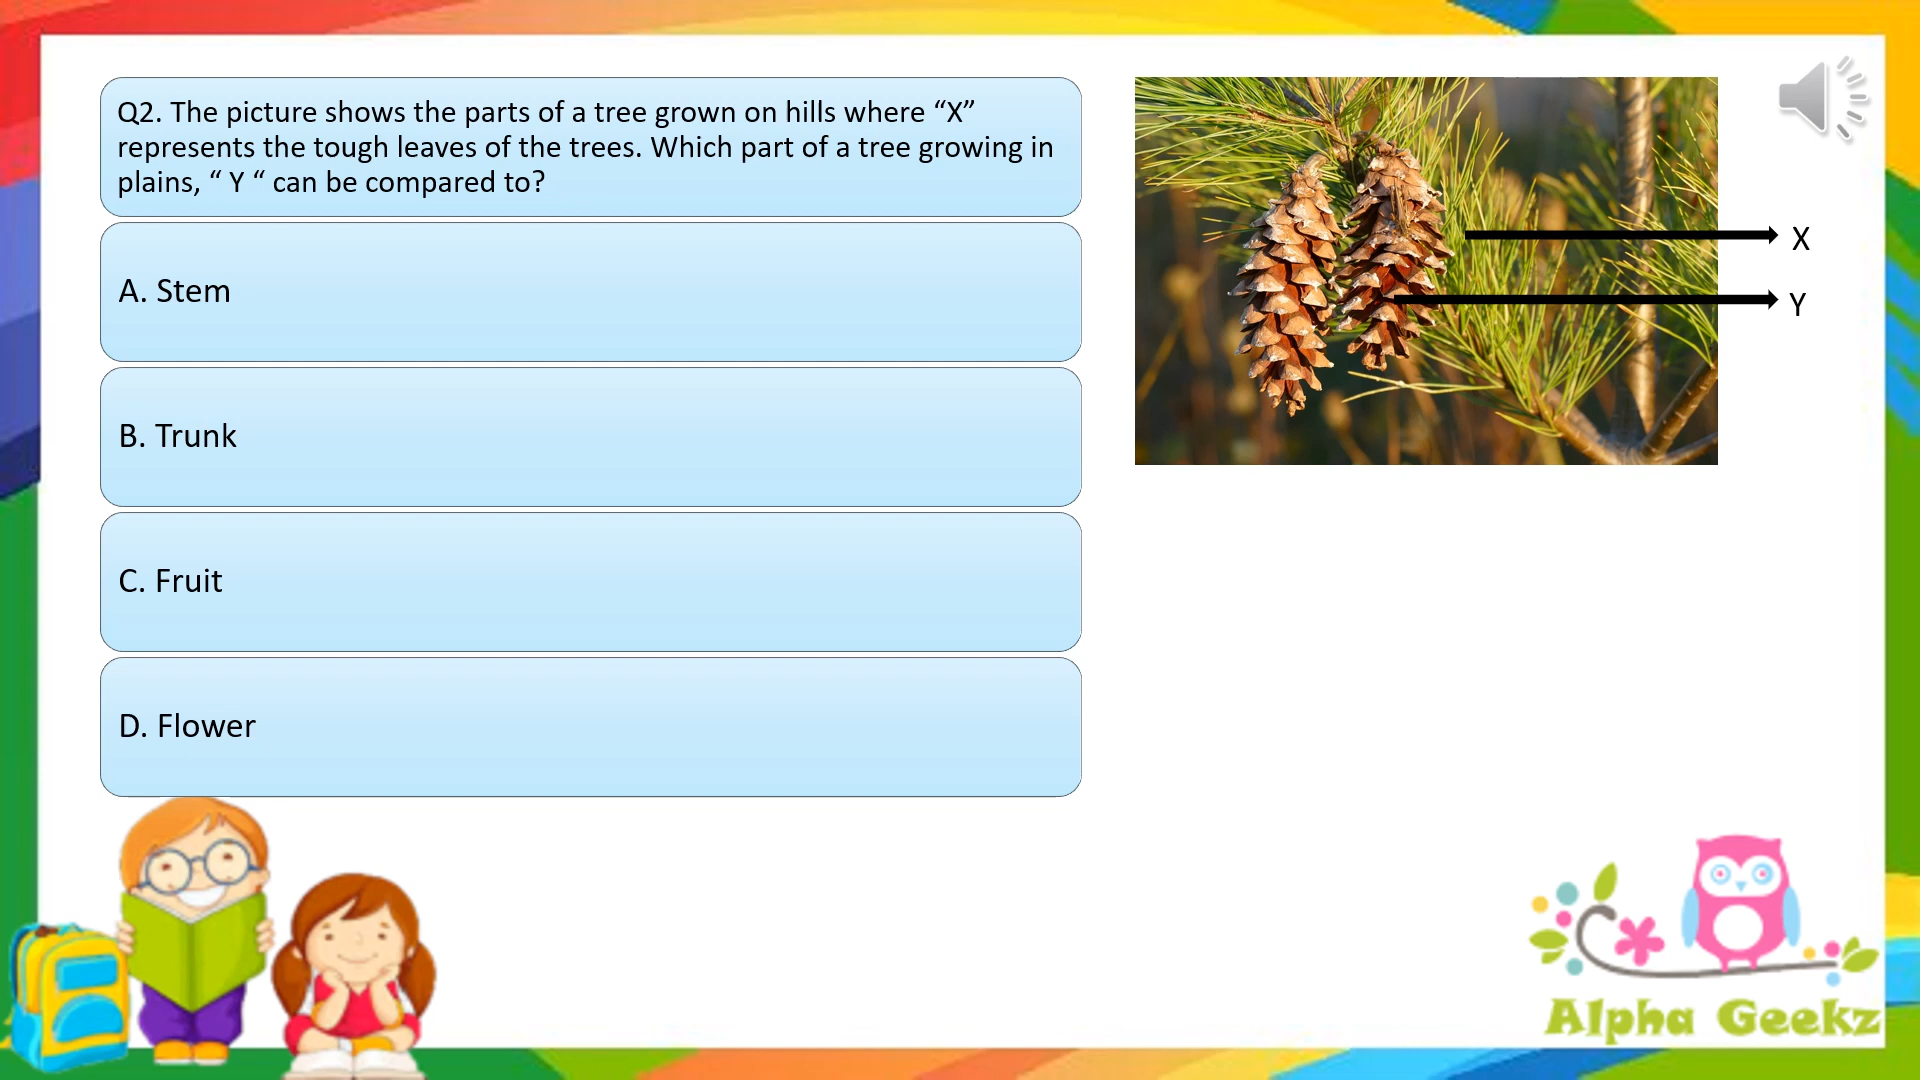 Q2. The picture shows the parts of a tree grown on hills where “X”
represents the tough leaves of the trees. Which part of a tree growing in
plains, “ Y “ can be compared to?
A. Stem
B. Trunk
C. Fruit
D. Flower
X
Y
Alpha Geekz